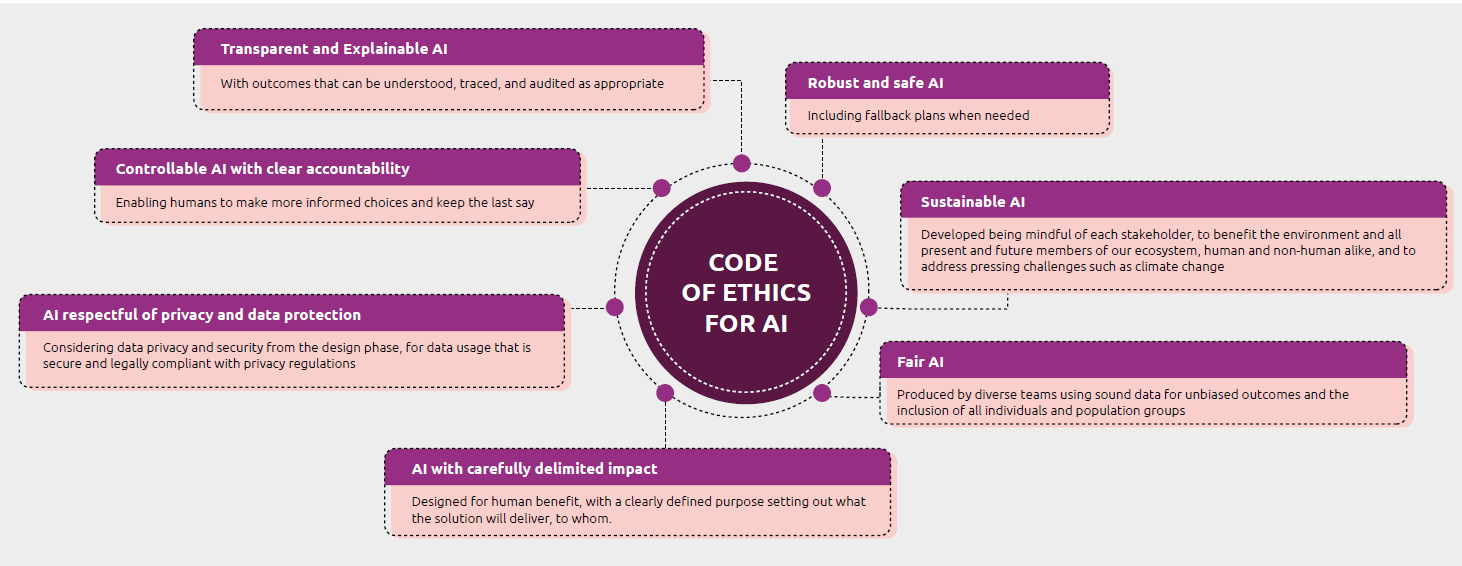 Transparent and Explainable AI
With outcomes that can be understood, traced, and audited as appropriate
Robust and safe AI
Including fallback plans when needed
Controllable AI with clear accountability
Enabling humans to make more informed choices and keep the last say
Sustainable AI
Developed being mindful of each stakeholder, to benefit the environment and all
present and future members of our ecosystem, human and non-human alike, and to
address pressing challenges such as climate change
CODE
OF ETHICS
FOR AI
AI respectful of privacy and data protection
Considering data privacy and security from the design phase, for data usage that is
secure and legally compliant with privacy regulations
Fair AI
Produced by diverse teams using sound data for unbiased outcomes and the
inclusion of all individuals and population groups
AI with carefully delimited impact
Designed for human benefit, with a clearly defined purpose setting out what
the solution will deliver, to whom.